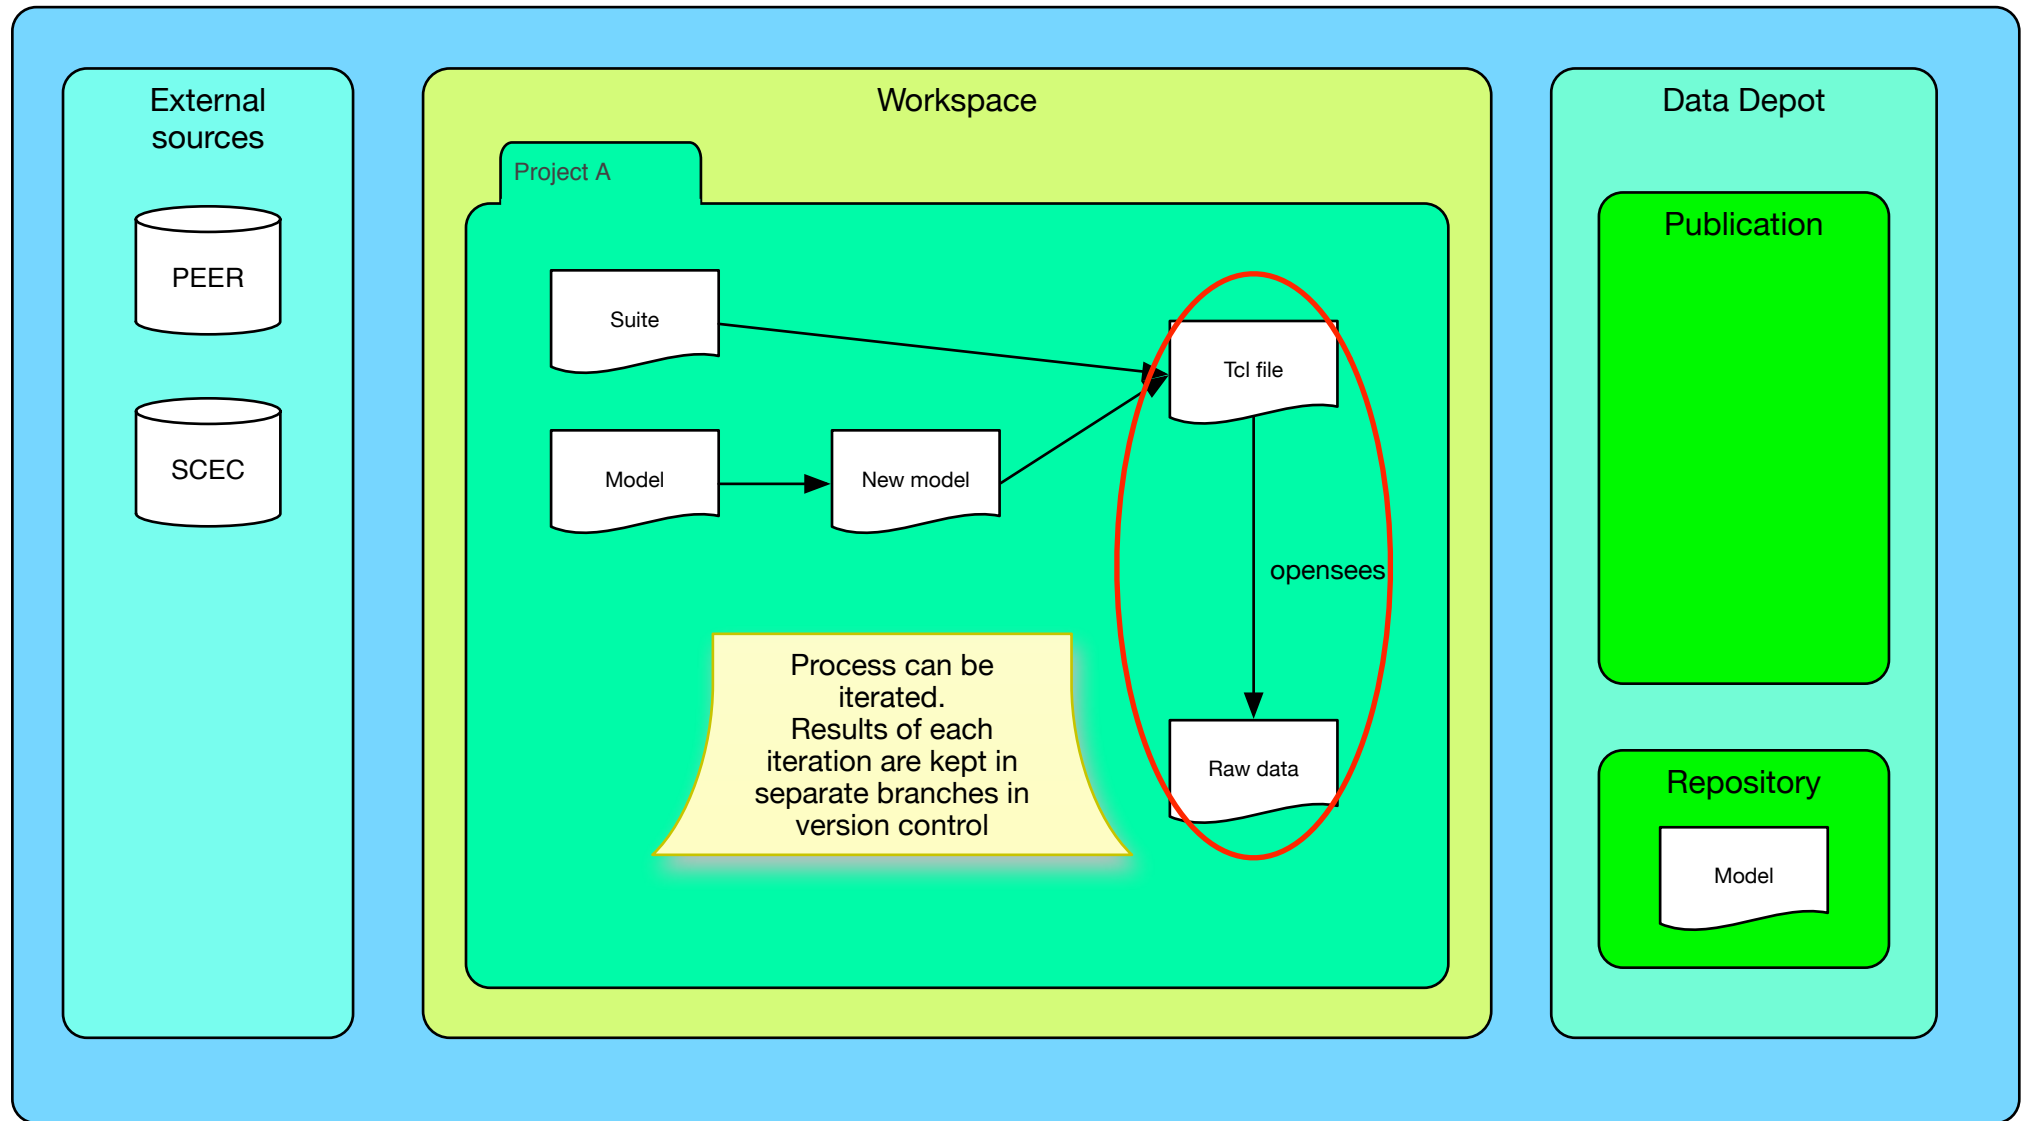 External
sources
PEER
SCEC
Workspace
Project A
Suite
Tcl file
Model
New model
opensees
Process can be
iterated.
Results of each
iteration are kept in
separate branches in
version control
Raw data
Data Depot
Publication
Repository
Model